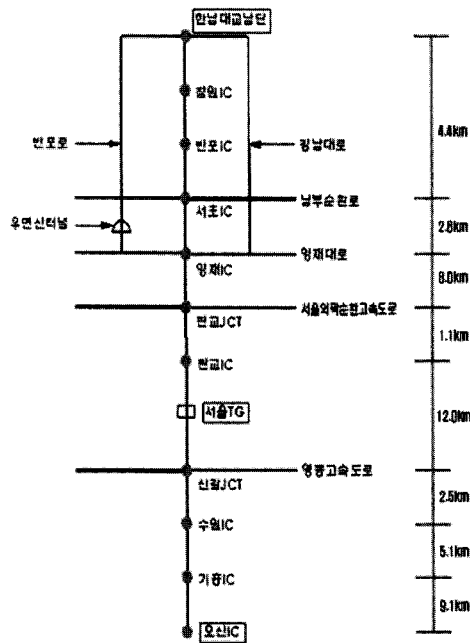 한남대교남단
잠원IC
4.4km
반포로
반포IC
강남대로
남부순환로
서초IC
우면산터널
2.8km
양재대로
양재IC
8.0km
서울외곽순환고속도로
판교JCT
1.1km
판교IC
서울TG
12.0km
영동고속도로
신갈JCT
2.5km
수원IC
5.1km
기흥IC
9.1km
오산IC